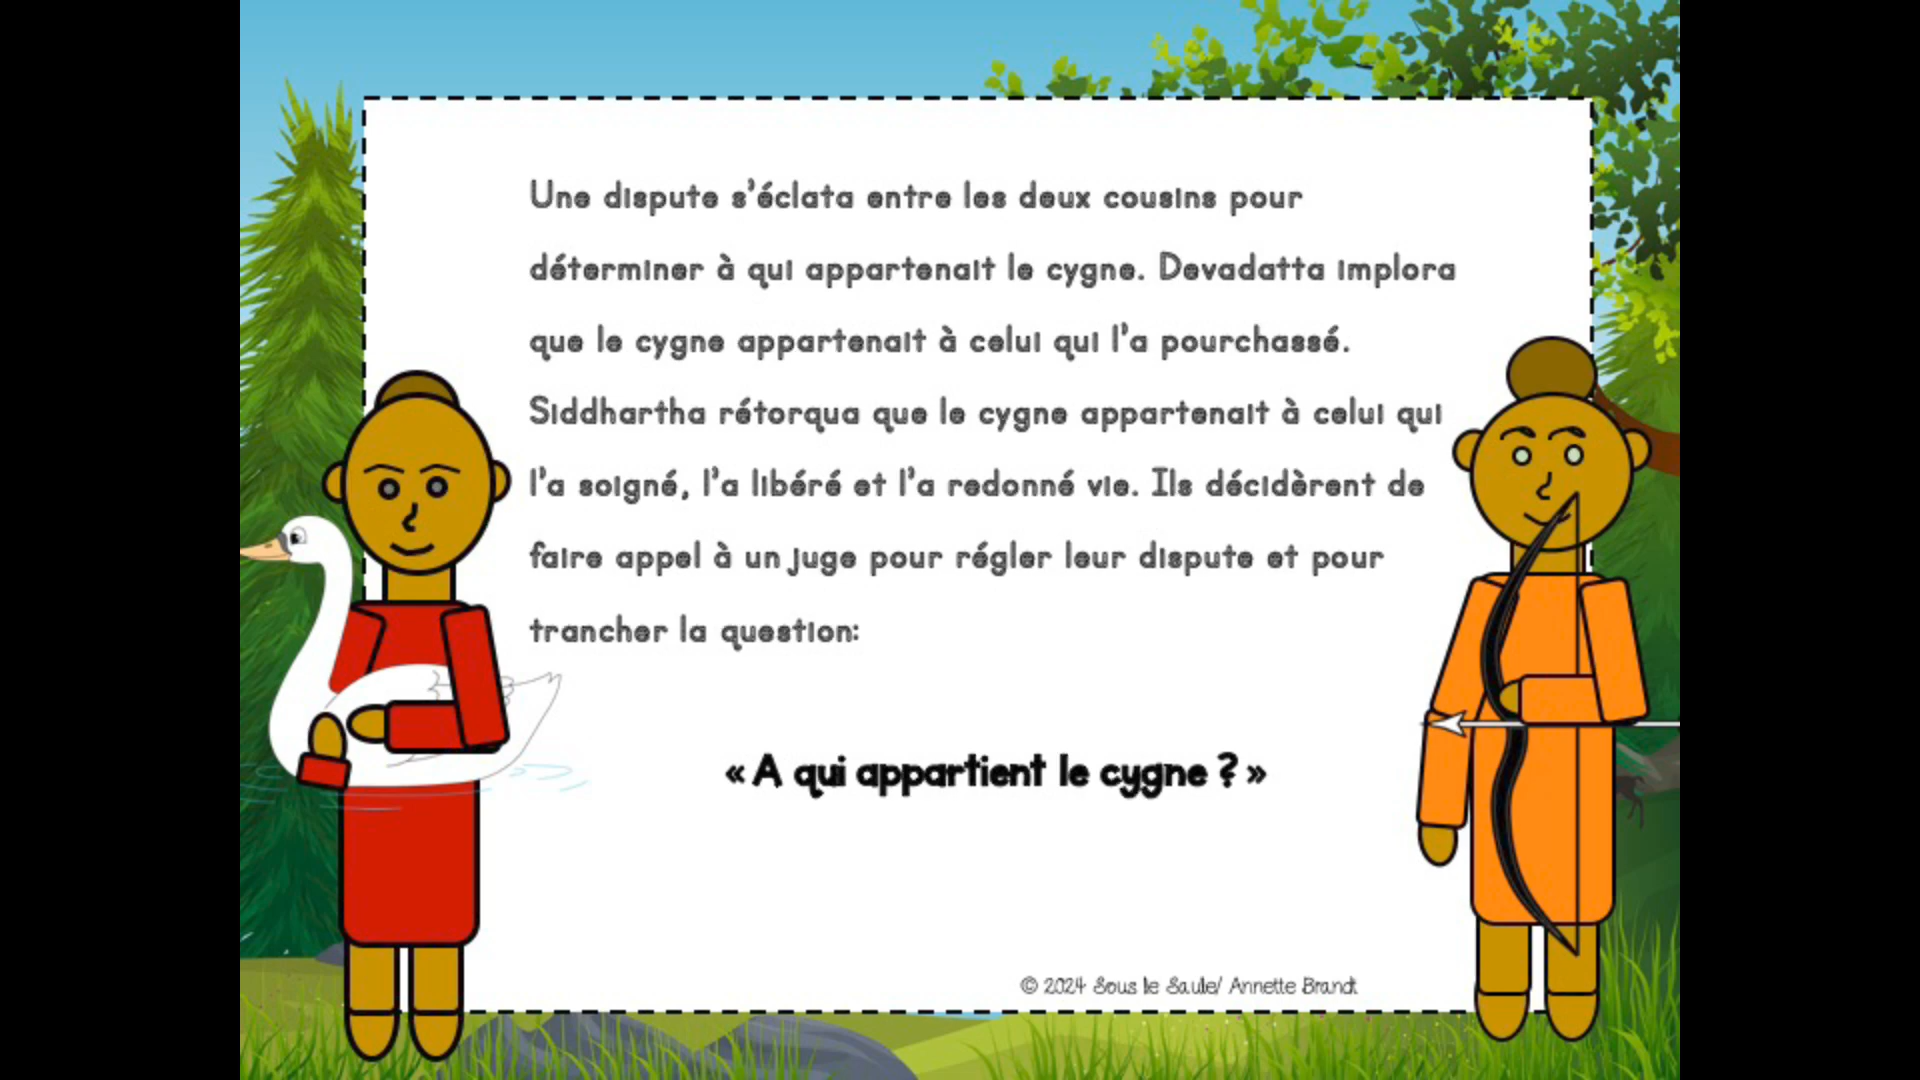 Une dispute s'éclata entre les deux cousins pour
déterminer à qui appartenait le cygne. Devadatta implora
que le cygne appartenait à celui qui l'a pourchassé.
Siddhartha rétorqua que le cygne appartenait à celui qui
l'a soigné, l'a libéré et l'a redonné vie. Ils décidèrent de
faire appel à un juge pour régler leur dispute et pour
trancher la question:
« A qui appartient le cygne ? »
© 2024 Sous le Saule/ Annette Brandt